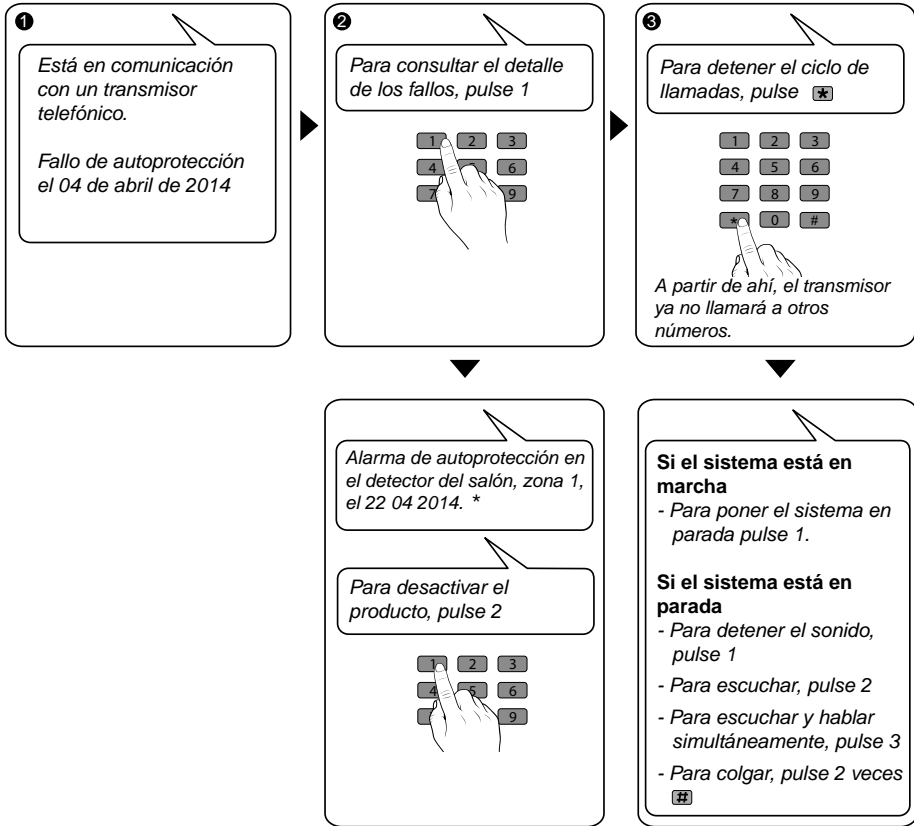 1
Está en comunicación
con un transmisor
telefónico.
Fallo de autoprotección
el 04 de abril de 2014
2
Para consultar el detalle
de los fallos, pulse 1
1 2 3
4 5 6
7 9
3
Para detener el ciclo de
llamadas, pulse *
1 2 3
4 5 6
7 8 9
* 0 #
A partir de ahí, el transmisor
ya no llamará a otros
números.
Alarma de autoprotección en
el detector del salón, zona 1,
el 22 04 2014. *
Para desactivar el
producto, pulse 2
1 2 3
4 5 6
9
Si el sistema está en
marcha
- Para poner el sistema en
parada pulse 1.
Si el sistema está en
parada
- Para detener el sonido,
pulse 1
- Para escuchar, pulse 2
- Para escuchar y hablar
simultáneamente, pulse 3
- Para colgar, pulse 2 veces
#